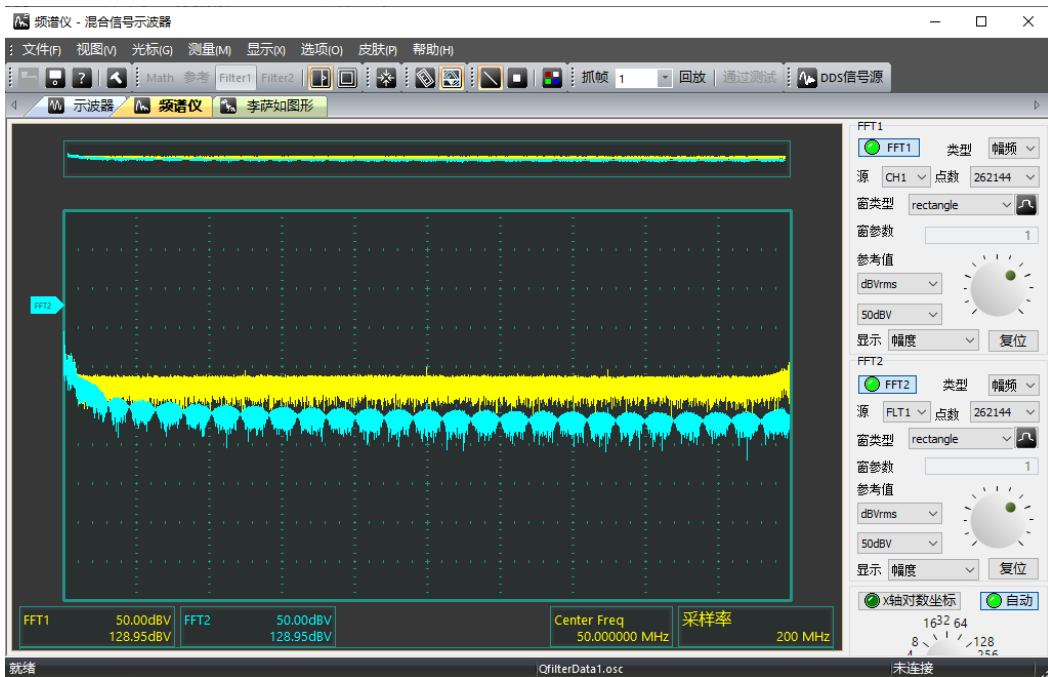 频谱仪 - 混合信号示波器
文件(F) 视图(V) 光标(G) 测量(M) 显示(X) 选项(O) 皮肤(P) 帮助(H)
Math 参考 Filter1 Filter2 抓帧 1 回放 通过测试 DDS信号源
示波器 频谱仪 李萨如图形
FFT1
FFT1 类型 幅频
源 CH1 点数 262144
窗类型 rectangle
窗参数 1
参考值
dBVrms
50dBV
显示 幅度 复位
FFT2
FFT2
FFT2 类型 幅频
源 FLT1 点数 262144
窗类型 rectangle
窗参数 1
参考值
dBVrms
50dBV
显示 幅度 复位
X轴对数坐标 自动
16 32 64
8 128
4 256
FFT1 50.00dBV
128.95dBV
FFT2 50.00dBV
128.95dBV
Center Freq
50.000000 MHz
采样率
200 MHz
就绪 QfilterData1.osc 未连接